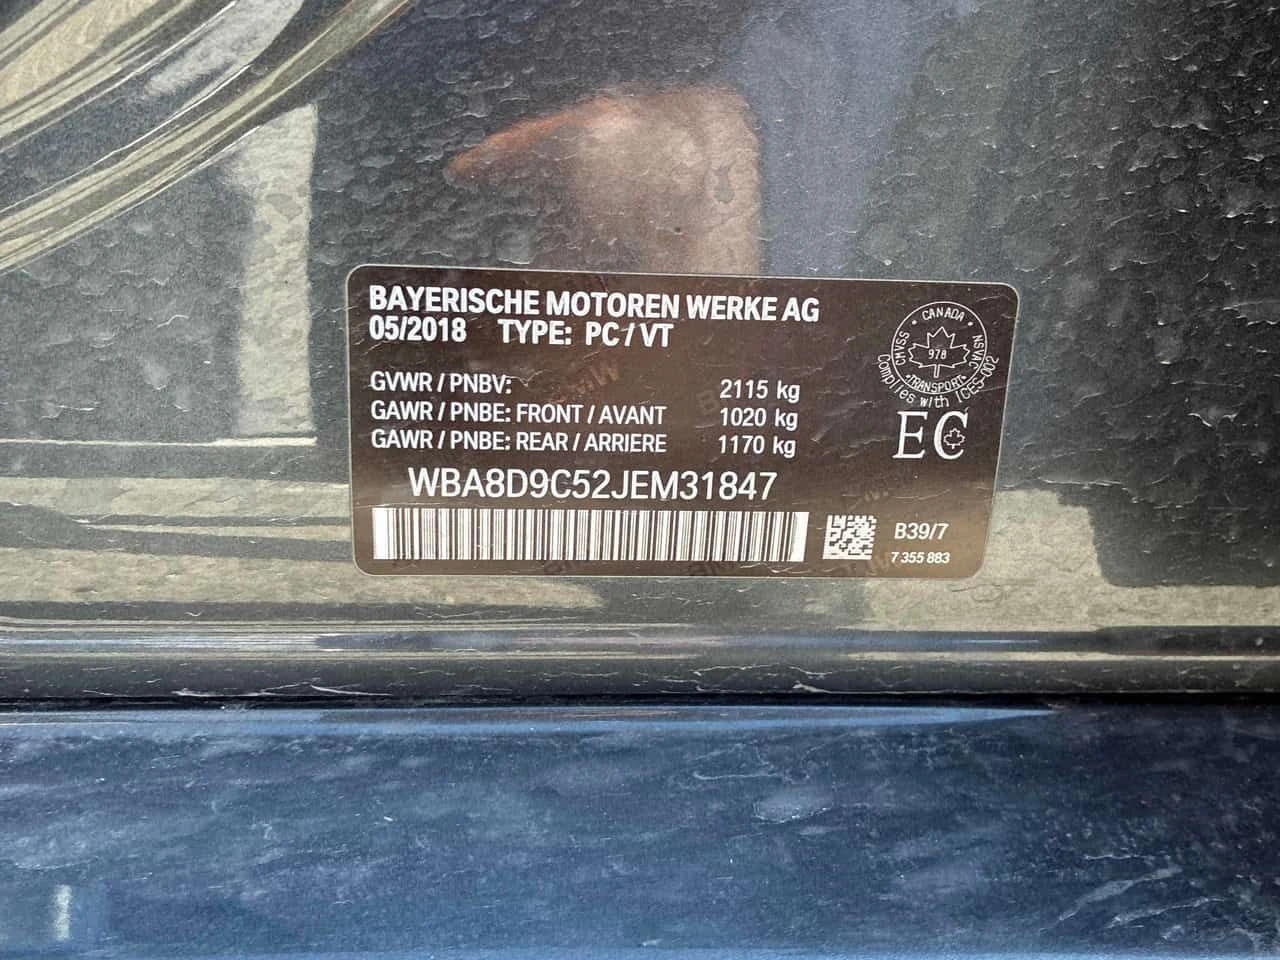 BAYERISCHE MOTOREN WERKE AG
05/2018 TYPE: PC / VT
GVWR / PNBV: 2115 kg
GAWR / PNBE: FRONT / AVANT 1020 kg
GAWR / PNBE: REAR / ARRIERE 1170 kg
WBA8D9C52JEM31847
CANADA
CMVSS
NSVAC
978
TRANSPORT
Complies with ICES-002
EC
B39/7
7 355 883
BMW